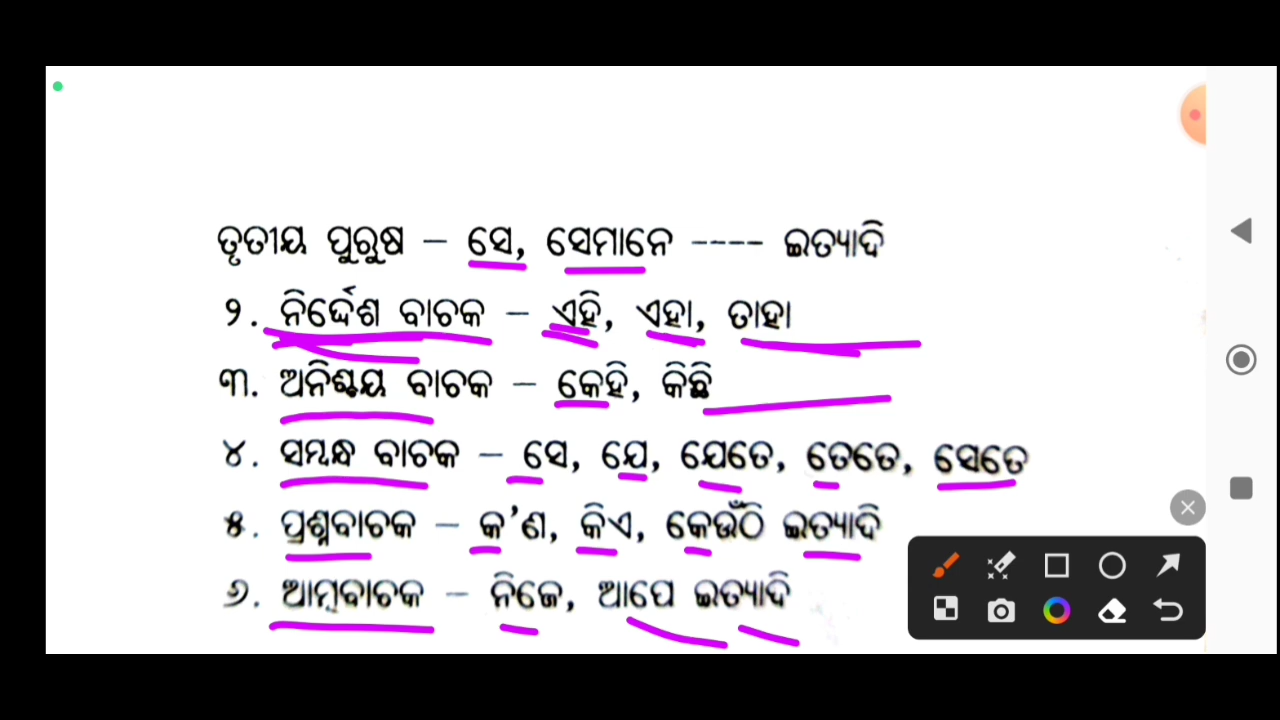 ତୃତୀୟ ପୁରୁଷ – ସେ, ସେମାନେ ---- ଇତ୍ୟାଦି
୨. ନିର୍ଦ୍ଦେଶ ବାଚକ – ଏହି, ଏହା, ତାହା
୩. ଅନିଶ୍ଚୟ ବାଚକ – କେହି, କିଛି
୪. ସମ୍ବନ୍ଧ ବାଚକ – ସେ, ଯେ, ଯେତେ, ତେତେ, ସେତେ
୫. ପ୍ରଶ୍ନବାଚକ – କ'ଣ, କିଏ, କେଉଁଠି ଇତ୍ୟାଦି
୬. ଆତ୍ମବାଚକ – ନିଜେ, ଆପେ ଇତ୍ୟାଦି